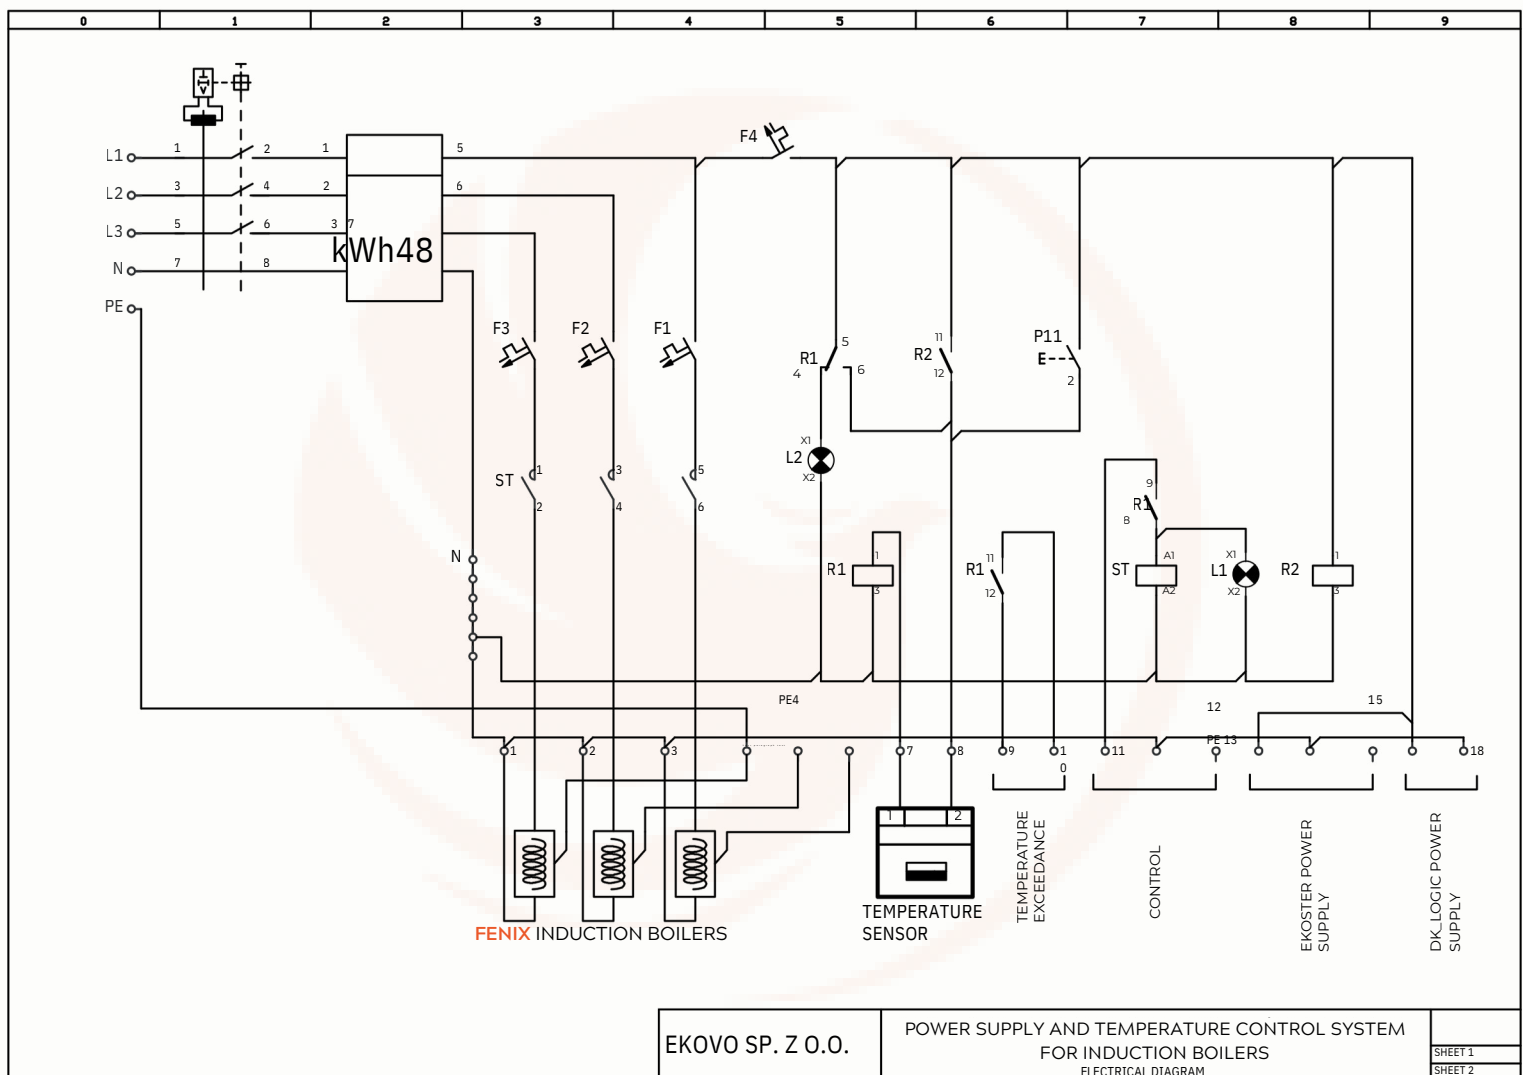 0 1 2 3 4 5 6 7 8 9
F4
L1 1 2 1 5
L2 3 4 2 6
L3 5 6 3 7
kWh48
N 7 8 8
PE
F3 F2 F1
R1 5 4 6
R2 11 12
P11 E 2
X1
L2
X2
ST 1 2 3 4 5 6
9
R1
8
N
R1 1 3
R1 11 12
ST A1 A2
L1 X1 X2
R2 1 3
PE4 12 15
PE 13
1 2 3 7 8 9 1 11 18
0
1 2
TEMPERATURE
EXCEEDANCE
CONTROL
EKOSTER POWER
SUPPLY
DK_LOGIC POWER
SUPPLY
TEMPERATURE
SENSOR
FENIX INDUCTION BOILERS
EKOVO SP. Z O.O.
POWER SUPPLY AND TEMPERATURE CONTROL SYSTEM
FOR INDUCTION BOILERS
ELECTRICAL DIAGRAM
SHEET 1
SHEET 2